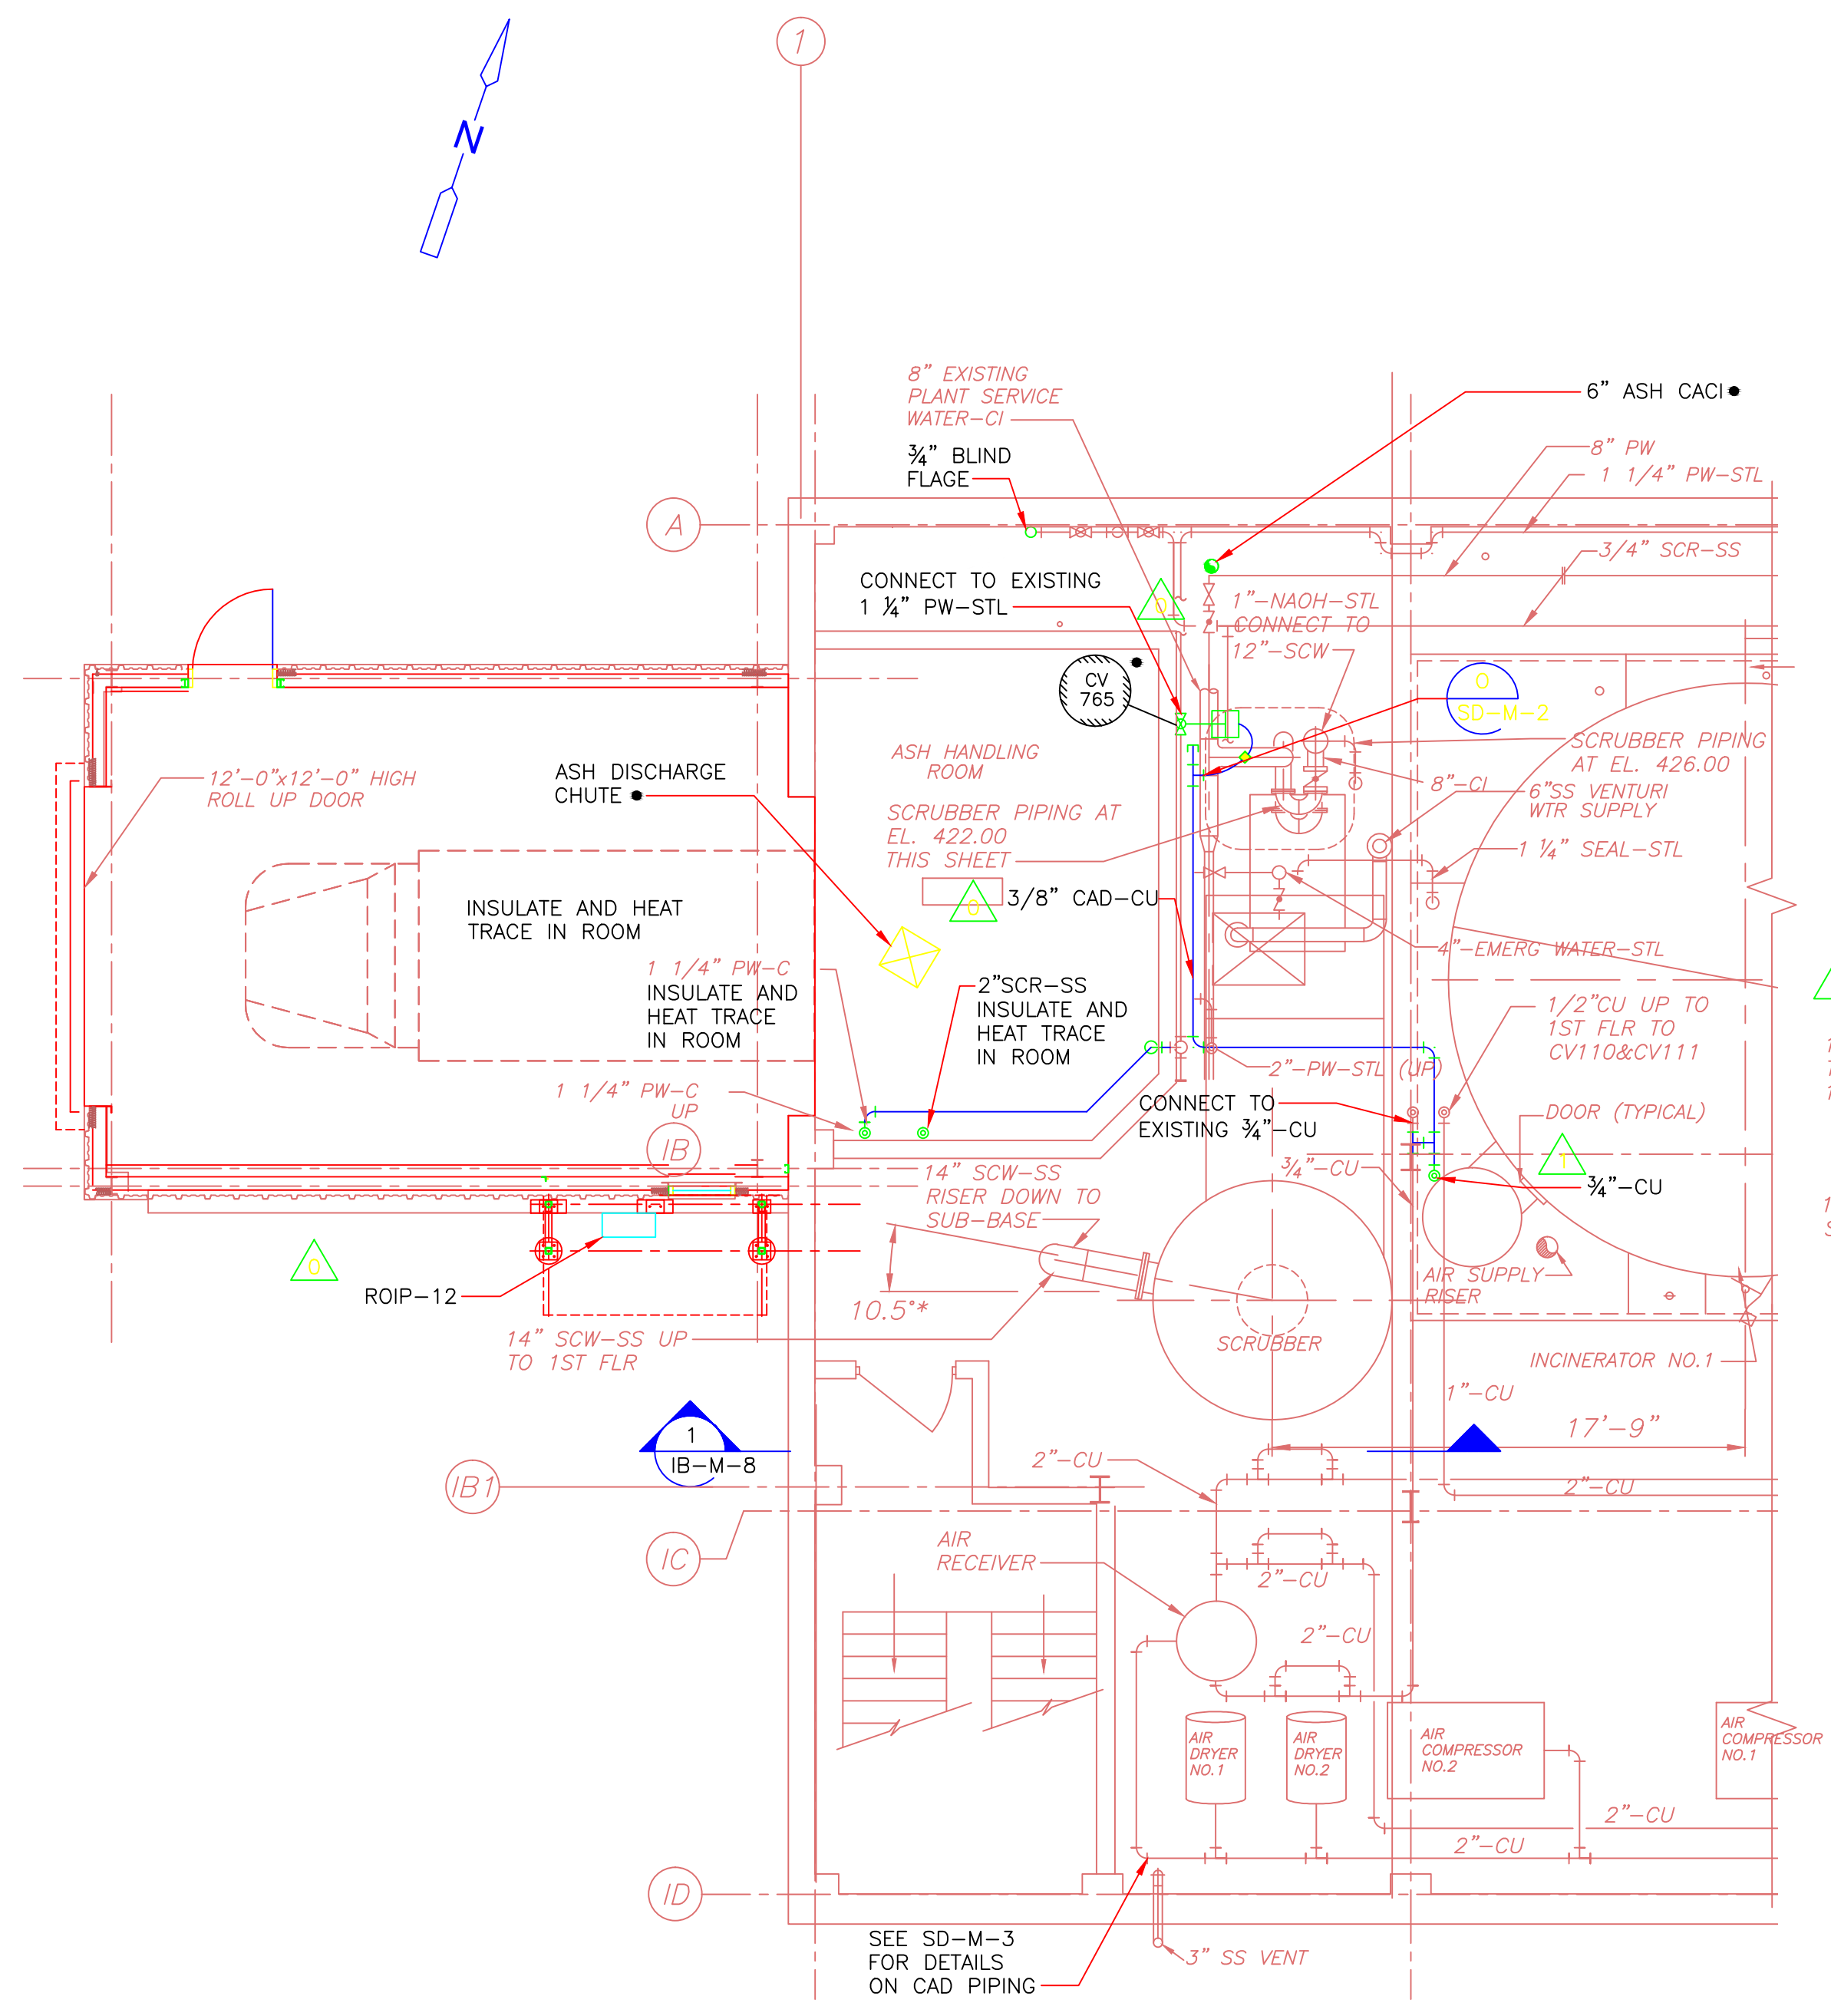 1
N
8" EXISTING
PLANT SERVICE
WATER-CI
¾" BLIND
FLAGE
6" ASH CACI
8" PW
1 1/4" PW-STL
3/4" SCR-SS
A
CONNECT TO EXISTING
1 ¼" PW-STL
0
1"-NAOH-STL
CONNECT TO
12"-SCW
CV
765
0
SD-M-2
ASH HANDLING
ROOM
SCRUBBER PIPING
AT EL. 426.00
12'-0"x12'-0" HIGH
ROLL UP DOOR
ASH DISCHARGE
CHUTE
8"-CI
6"SS VENTURI
WTR SUPPLY
SCRUBBER PIPING AT
EL. 422.00
THIS SHEET
1 ¼" SEAL-STL
0
3/8" CAD-CU
INSULATE AND HEAT
TRACE IN ROOM
4"-EMERG WATER-STL
1 1/4" PW-C
INSULATE AND
HEAT TRACE
IN ROOM
2"SCR-SS
INSULATE AND
HEAT TRACE
IN ROOM
1/2"CU UP TO
1ST FLR TO
CV110&CV111
2"-PW-STL (UP)
1 1/4" PW-C
UP
CONNECT TO
EXISTING ¾"-CU
DOOR (TYPICAL)
IB
1
14" SCW-SS
RISER DOWN TO
SUB-BASE
¾"-CU
¾"-CU
0
ROIP-12
10.5°*
AIR SUPPLY
RISER
14" SCW-SS UP
TO 1ST FLR
SCRUBBER
INCINERATOR NO.1
1"-CU
17'-9"
1
IB-M-8
2"-CU
IB1
2"-CU
AIR
RECEIVER
IC
2"-CU
2"-CU
AIR
DRYER
NO.1
AIR
DRYER
NO.2
AIR
COMPRESSOR
NO.2
AIR
COMPRESSOR
NO.1
2"-CU
2"-CU
ID
SEE SD-M-3
FOR DETAILS
ON CAD PIPING
3" SS VENT